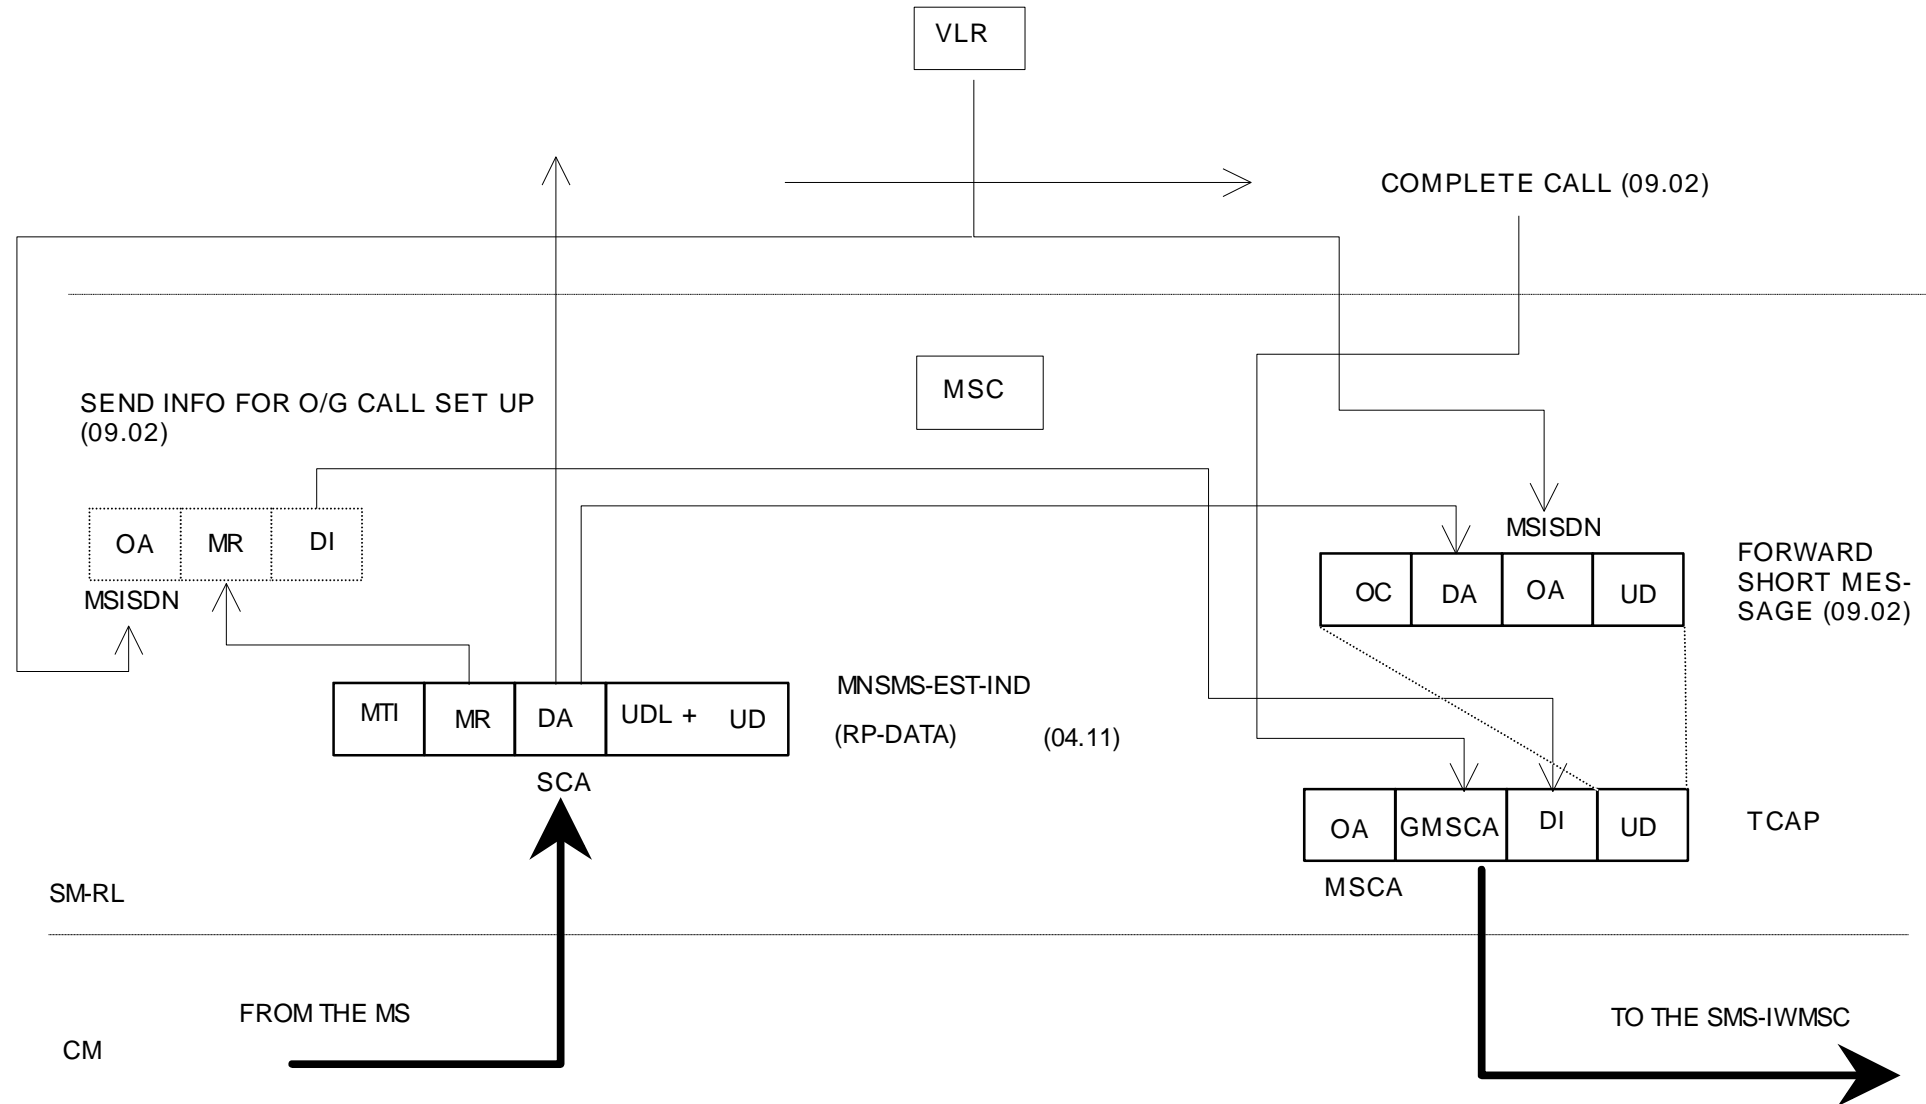 VLR
COMPLETE CALL (09.02)
MSC
SEND INFO FOR O/G CALL SET UP
(09.02)
OA MR DI
MSISDN
MSISDN
OC DA OA UD
FORWARD
SHORT MES-
SAGE (09.02)
MTI MR DA UDL + UD
MNSMS-EST-IND
(RP-DATA) (04.11)
SCA
OA GMSCA DI UD
TCAP
MSCA
SM-RL
FROM THE MS
TO THE SMS-IWMSC
CM